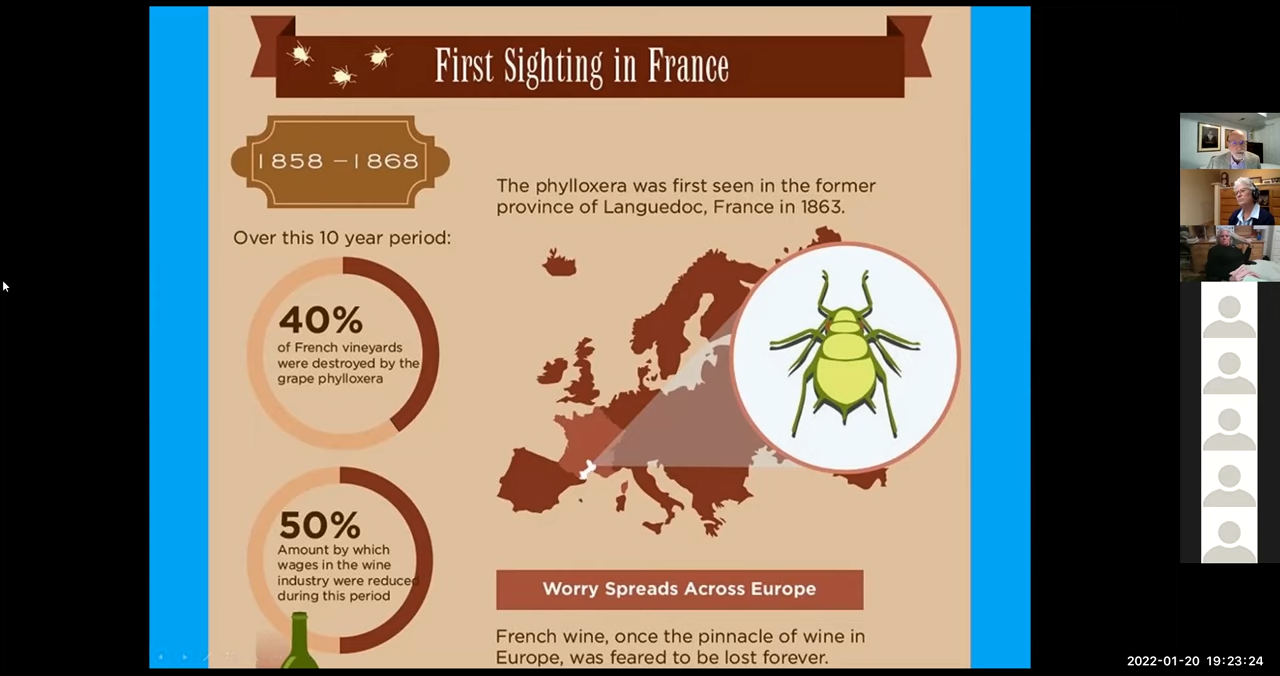 First Sighting in France
1858 – 1868
Over this 10 year period:
40%
of French vineyards
were destroyed by the
grape phylloxera
50%
Amount by which
wages in the wine
industry were reduced
during this period
The phylloxera was first seen in the former
province of Languedoc, France in 1863.
Worry Spreads Across Europe
French wine, once the pinnacle of wine in
Europe, was feared to be lost forever.
2022-01-20 19:23:24